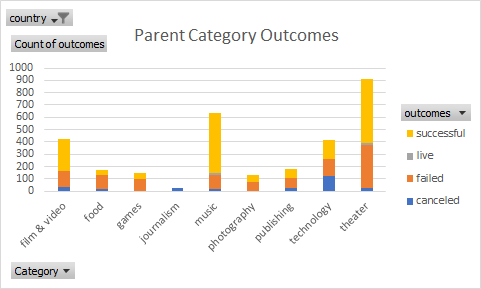 country
Count of outcomes
Parent Category Outcomes
1000
900
800
700
600
500
400
300
200
100
0
film & video
food
games
journalism
music
photography
publishing
technology
theater
outcomes
successful
live
failed
canceled
Category